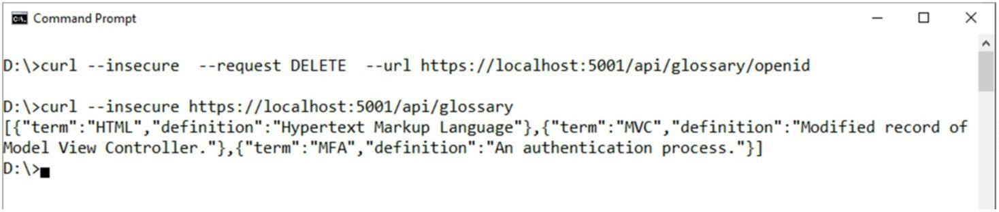 Command Prompt
D:\>curl --insecure  --request DELETE  --url https://localhost:5001/api/glossary/openid
D:\>curl --insecure https://localhost:5001/api/glossary
[{"term":"HTML","definition":"Hypertext Markup Language"},{"term":"MVC","definition":"Modified record of
Model View Controller."},{"term":"MFA","definition":"An authentication process."}]
D:\>